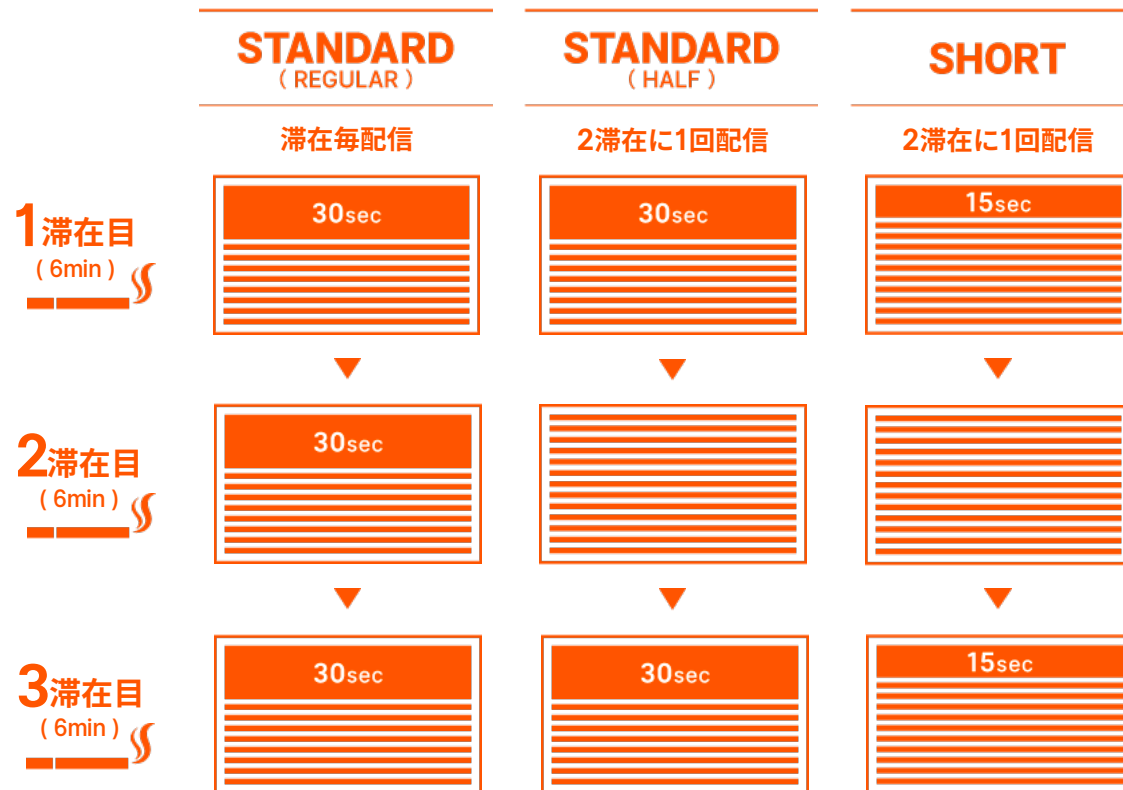 STANDARD
( REGULAR )
STANDARD
( HALF )
SHORT
滞在毎配信
2滞在に1回配信
2滞在に1回配信
1滞在目
( 6min )
30sec
30sec
15sec
2滞在目
( 6min )
30sec
3滞在目
( 6min )
30sec
30sec
15sec